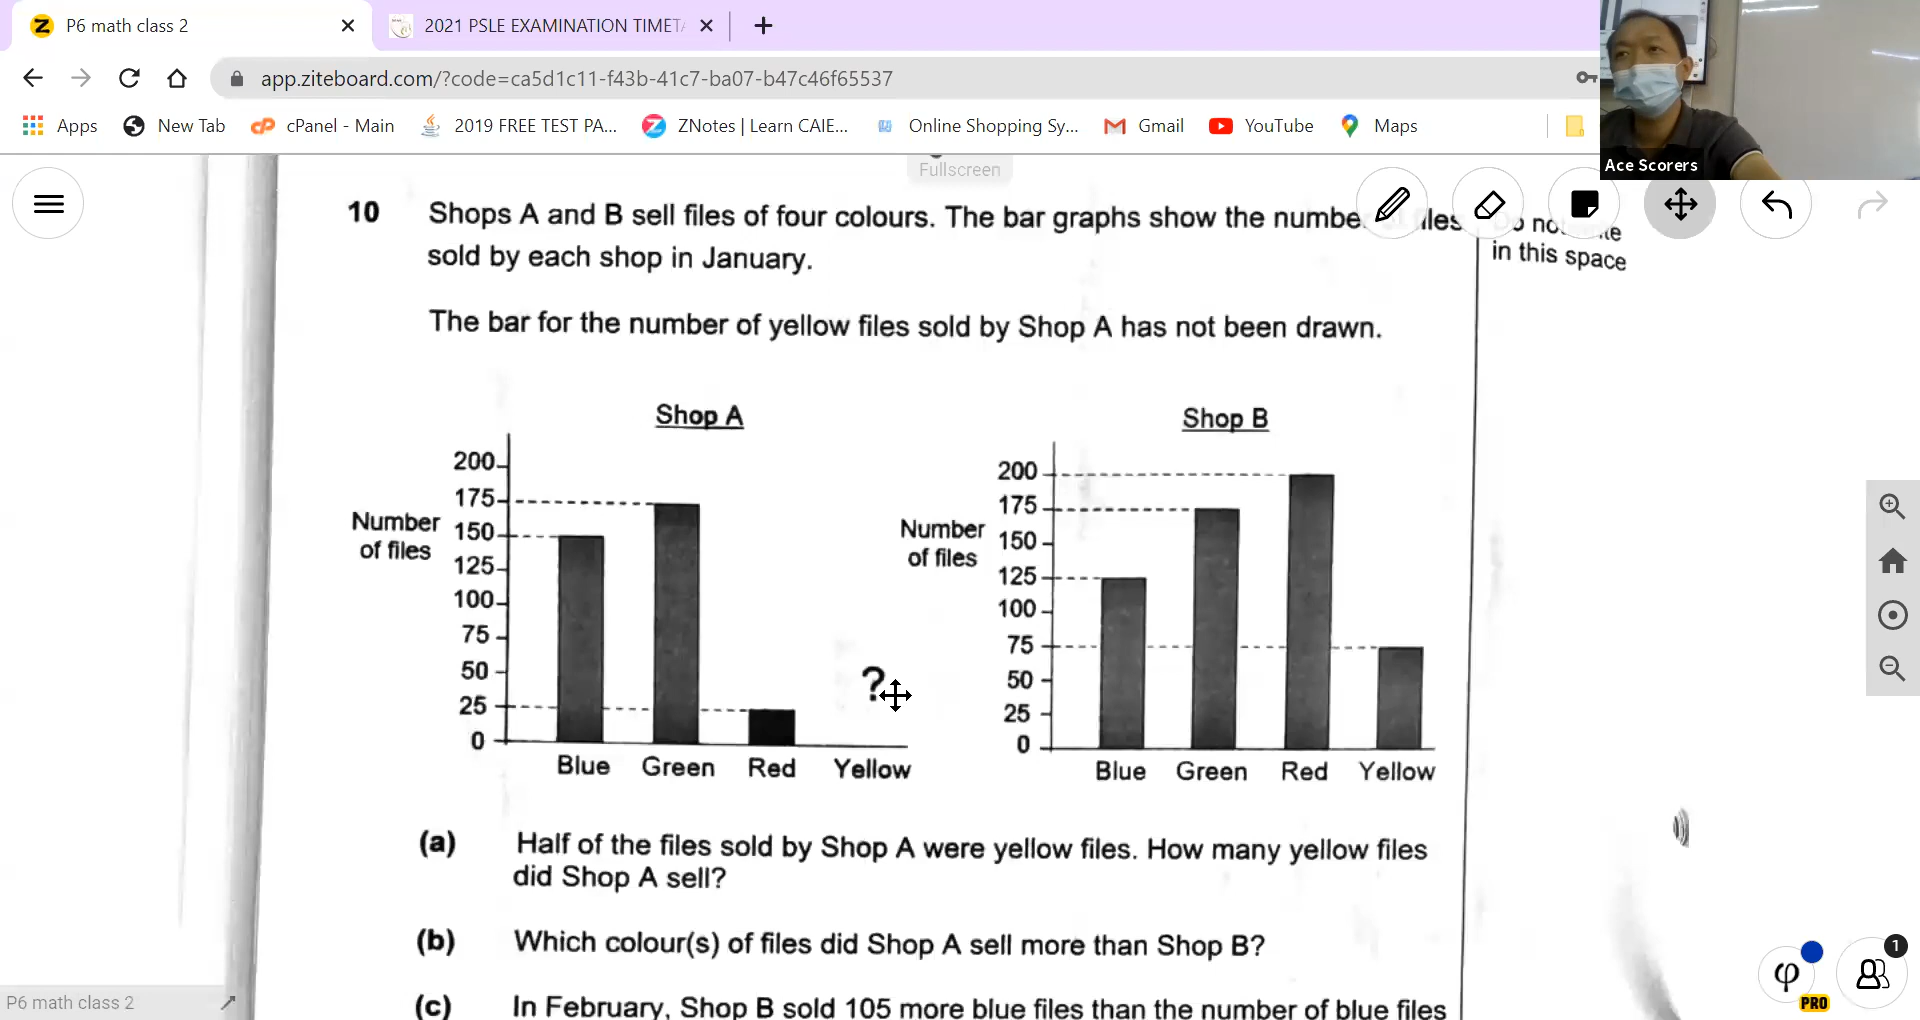 P6 math class 2
2021 PSLE EXAMINATION TIMET
app.ziteboard.com/?code=ca5d1c11-f43b-41c7-ba07-b47c46f65537
Apps New Tab cPanel - Main 2019 FREE TEST PA... ZNotes | Learn CAIE... Online Shopping Sy... Gmail YouTube Maps
Ace Scorers
Fullscreen
10 Shops A and B sell files of four colours. The bar graphs show the number files
sold by each shop in January.
in this space
The bar for the number of yellow files sold by Shop A has not been drawn.
Shop A
Number
of files
200
175
150
125
100
75
50
25
0
?
Blue Green Red Yellow
Shop B
Number
of files
200
175
150
125
100
75
50
25
0
Blue Green Red Yellow
(a) Half of the files sold by Shop A were yellow files. How many yellow files
did Shop A sell?
(b) Which colour(s) of files did Shop A sell more than Shop B?
(c) In February, Shop B sold 105 more blue files than the number of blue files
P6 math class 2
1
φ
PRO